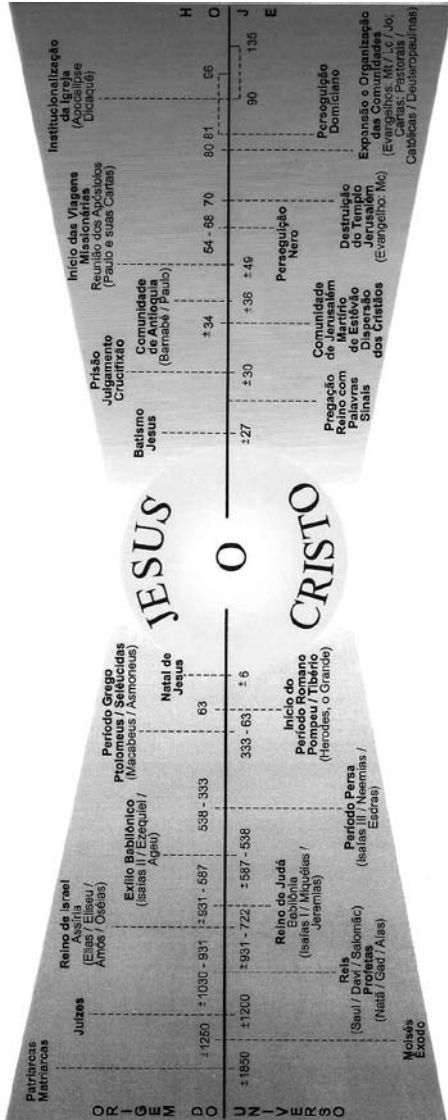 ORIGEM DO UNIVERSO
Patriarcas
Matriarcas
±1850
Moisés
Êxodo
±1250
Juízes
±1200
Reis
(Saul / Davi / Salomão)
Profetas
(Natã / Gad / Aías)
±1030 - 931
Reino de Israel
Assíria
(Elias / Eliseu /
Amós / Oséias)
±931 - 722
Reino de Judá
Babilônia
(Isaías I / Miquéias /
Jeremias)
±931 - 587
Exílio Babilônico
(Isaías II / Ezequiel /
Ageu)
±587 - 538
Período Persa
(Isaías III / Neemias /
Esdras)
538 - 333
Período Grego
Ptolomeus / Selêucidas
(Macabeus / Asmoneus)
333 - 63
Início do
Período Romano
Pompeu / Tibério
(Herodes, o Grande)
63
Natal de
Jesus
± 6
JESUS
O
CRISTO
Batismo
Jesus
±27
Pregação
Reino com
Palavras
Sinais
Prisão
Julgamento
Crucifixão
±30
Comunidade
de Jerusalém
Martírio
de Estêvão
Dispersão
dos Cristãos
± 34
Comunidade
de Antioquia
(Barnabé / Paulo)
±36
Início das Viagens
Missionárias
Reunião dos Apóstolos
(Paulo e suas Cartas)
±49
Perseguição
Nero
54 - 68
Destruição
do Templo
Jerusalém
(Evangelho: Mc)
70
Expansão e Organização
das Comunidades
(Evangelhos: Mt / Lc / Jo;
Cartas: Pastorais /
Católicas / Deuteropaulinas)
80
Perseguição
Domiciano
81
96
Institucionalização
da Igreja
(Apocalipse
Didaquê)
90
135
HOJE